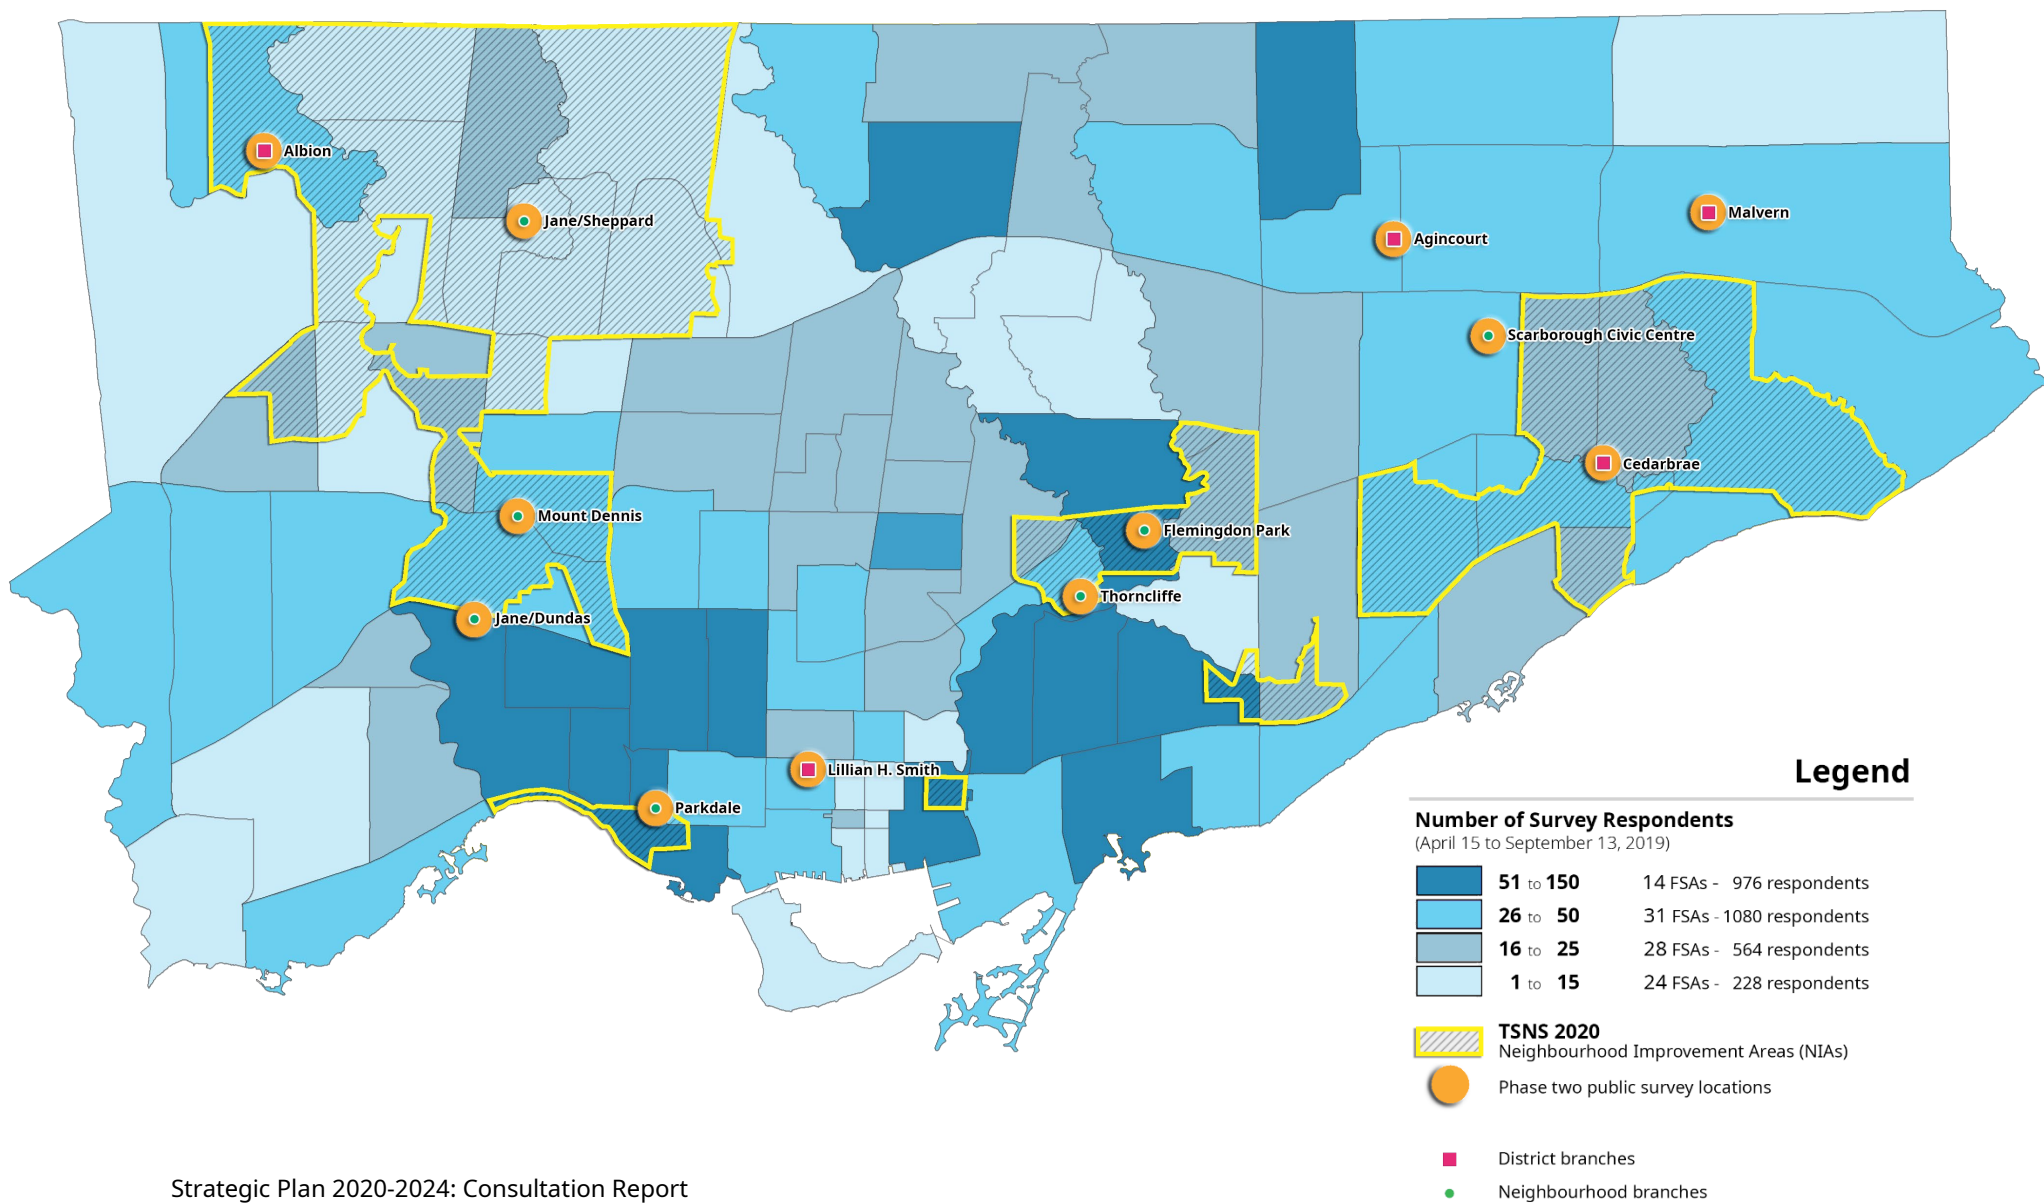 Albion
Jane/Sheppard
Malvern
Agincourt
Scarborough Civic Centre
Cedarbrae
Mount Dennis
Flemingdon Park
Thorncliffe
Jane/Dundas
Lillian H. Smith
Parkdale
Legend
Number of Survey Respondents
(April 15 to September 13, 2019)
51 to 150 14 FSAs - 976 respondents
26 to 50 31 FSAs - 1080 respondents
16 to 25 28 FSAs - 564 respondents
1 to 15 24 FSAs - 228 respondents
TSNS 2020
Neighbourhood Improvement Areas (NIAs)
Phase two public survey locations
District branches
Neighbourhood branches
Strategic Plan 2020-2024: Consultation Report